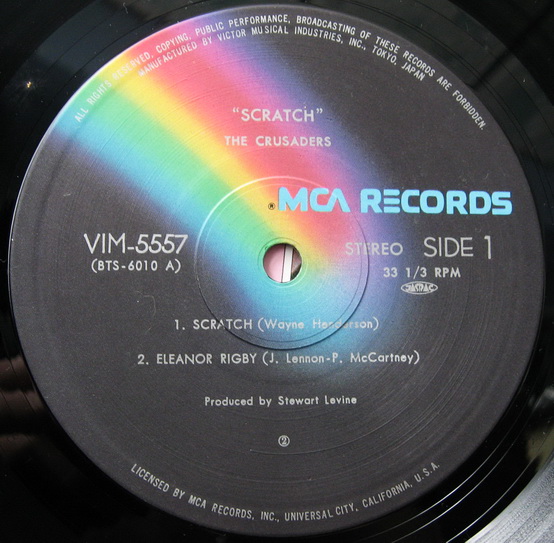 ALL RIGHTS RESERVED, COPYING, PUBLIC PERFORMANCE, BROADCASTING OF THESE RECORDS ARE FORBIDDEN.
MANUFACTURED BY VICTOR MUSICAL INDUSTRIES, INC., TOKYO, JAPAN
"SCRATCH"
THE CRUSADERS
® MCA RECORDS
VIM-5557
(BTS-6010 A)
STEREO SIDE 1
33 1/3 RPM
JASRAC
1. SCRATCH (Wayne Henderson)
2. ELEANOR RIGBY (J. Lennon-P. McCartney)
Produced by Stewart Levine
②
LICENSED BY MCA RECORDS, INC., UNIVERSAL CITY, CALIFORNIA, U.S.A.